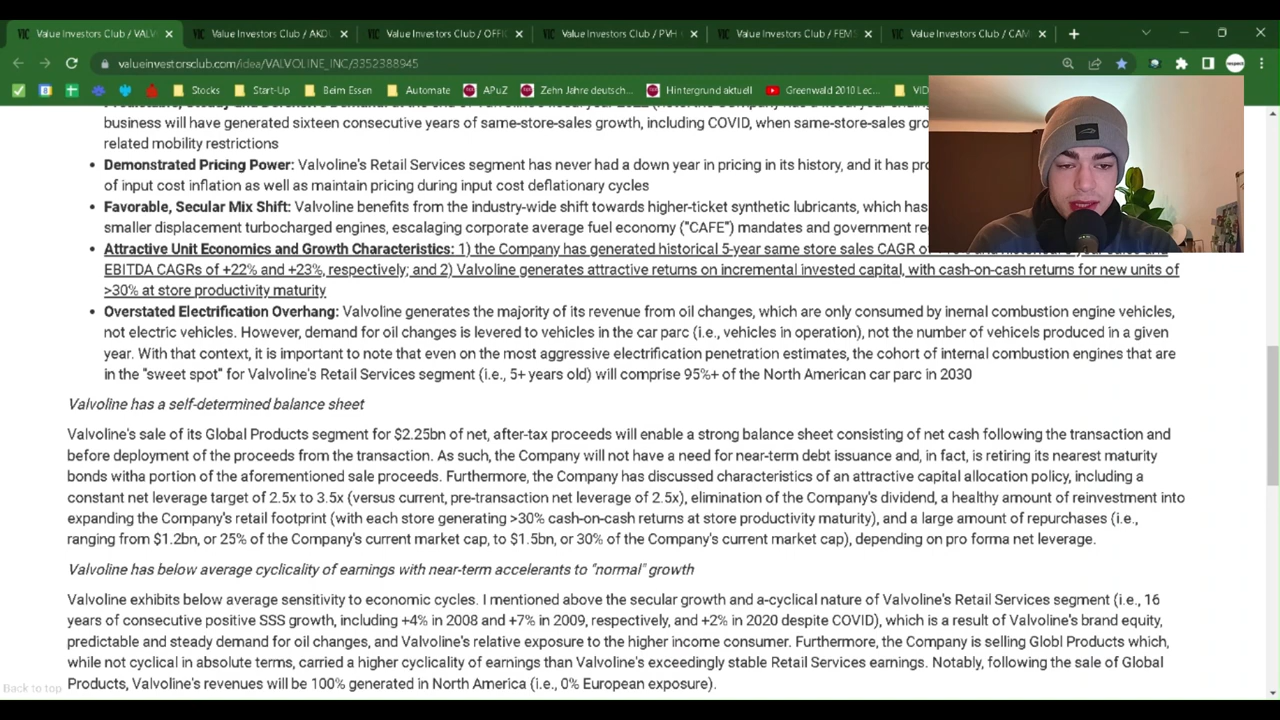 Value Investors Club / VALV
Value Investors Club / AKD
Value Investors Club / OFFI
Value Investors Club / PVH
Value Investors Club / FEM
Value Investors Club / CAM
valueinvestorsclub.com/idea/VALVOLINE_INC/3352388945
Stocks
Start-Up
Beim Essen
Automate
APuZ
Zehn Jahre deutsch...
Hintergrund aktuell
Greenwald 2010 Lec...
business will have generated sixteen consecutive years of same-store-sales growth, including COVID, when same-store-sales gro
related mobility restrictions
• Demonstrated Pricing Power: Valvoline's Retail Services segment has never had a down year in pricing in its history, and it has pro
of input cost inflation as well as maintain pricing during input cost deflationary cycles
• Favorable, Secular Mix Shift: Valvoline benefits from the industry-wide shift towards higher-ticket synthetic lubricants, which has
smaller displacement turbocharged engines, escalaging corporate average fuel economy ("CAFE") mandates and government re
• Attractive Unit Economics and Growth Characteristics: 1) the Company has generated historical 5-year same store sales CAGR of
EBITDA CAGRs of +22% and +23%, respectively; and 2) Valvoline generates attractive returns on incremental invested capital, with cash-on-cash returns for new units of
>30% at store productivity maturity
• Overstated Electrification Overhang: Valvoline generates the majority of its revenue from oil changes, which are only consumed by inernal combustion engine vehicles,
not electric vehicles. However, demand for oil changes is levered to vehicles in the car parc (i.e., vehicles in operation), not the number of vehicels produced in a given
year. With that context, it is important to note that even on the most aggressive electrification penetration estimates, the cohort of internal combustion engines that are
in the "sweet spot" for Valvoline's Retail Services segment (i.e., 5+ years old) will comprise 95%+ of the North American car parc in 2030
Valvoline has a self-determined balance sheet
Valvoline's sale of its Global Products segment for $2.25bn of net, after-tax proceeds will enable a strong balance sheet consisting of net cash following the transaction and
before deployment of the proceeds from the transaction. As such, the Company will not have a need for near-term debt issuance and, in fact, is retiring its nearest maturity
bonds witha portion of the aforementioned sale proceeds. Furthermore, the Company has discussed characteristics of an attractive capital allocation policy, including a
constant net leverage target of 2.5x to 3.5x (versus current, pre-transaction net leverage of 2.5x), elimination of the Company's dividend, a healthy amount of reinvestment into
expanding the Company's retail footprint (with each store generating >30% cash-on-cash returns at store productivity maturity), and a large amount of repurchases (i.e.,
ranging from $1.2bn, or 25% of the Company's current market cap, to $1.5bn, or 30% of the Company's current market cap), depending on pro forma net leverage.
Valvoline has below average cyclicality of earnings with near-term accelerants to "normal" growth
Valvoline exhibits below average sensitivity to economic cycles. I mentioned above the secular growth and a-cyclical nature of Valvoline's Retail Services segment (i.e., 16
years of consecutive positive SSS growth, including +4% in 2008 and +7% in 2009, respectively, and +2% in 2020 despite COVID), which is a result of Valvoline's brand equity,
predictable and steady demand for oil changes, and Valvoline's relative exposure to the higher income consumer. Furthermore, the Company is selling Globl Products which,
while not cyclical in absolute terms, carried a higher cyclicality of earnings than Valvoline's exceedingly stable Retail Services earnings. Notably, following the sale of Global
Products, Valvoline's revenues will be 100% generated in North America (i.e., 0% European exposure).
Back to top